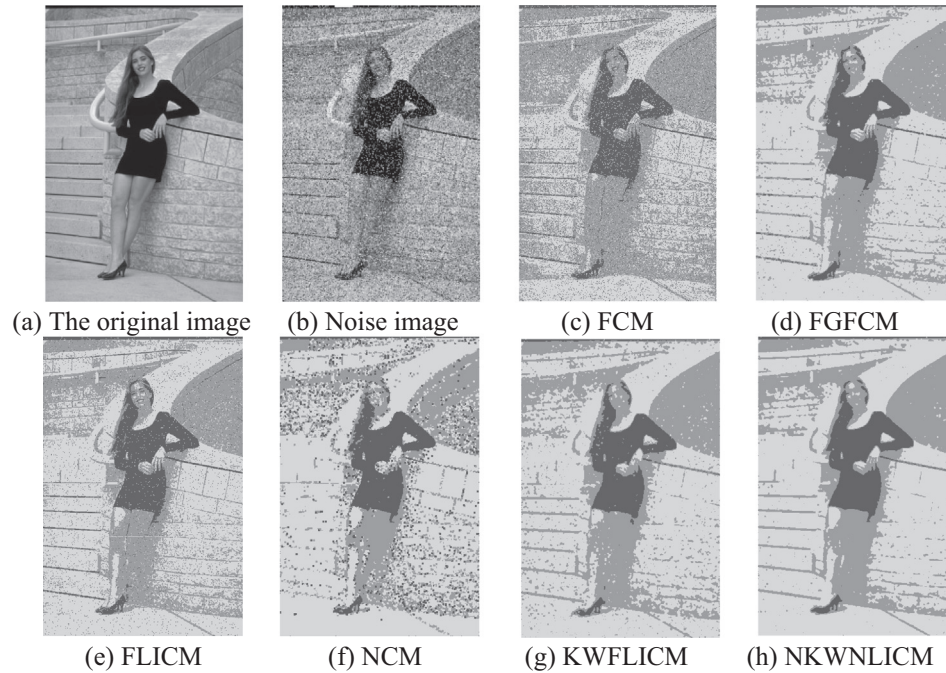 (a) The original image
(b) Noise image
(c) FCM
(d) FGFCM
(e) FLICM
(f) NCM
(g) KWFLICM
(h) NKWNLICM